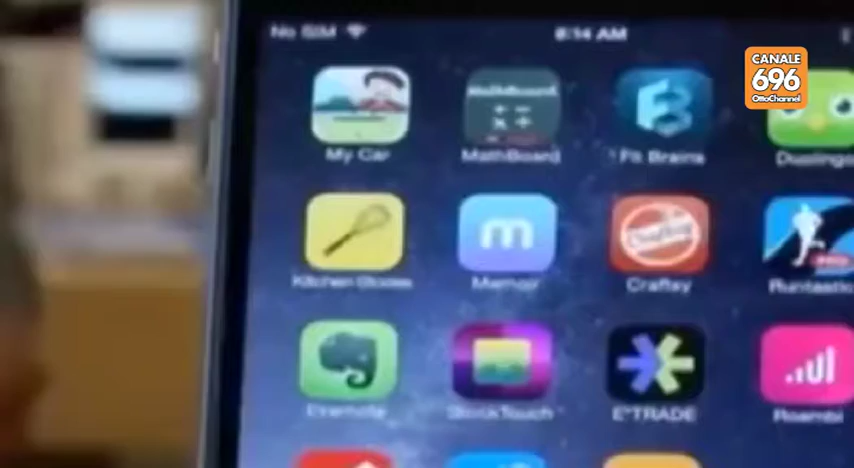 No SIM 8:14 AM
CANALE
696
OttoChannel
My Car MathBoard Fit Brains Duolingo
Kitchen Stories Memoir Craftsy Runtastic
Evernote StockTouch E*TRADE Roambi